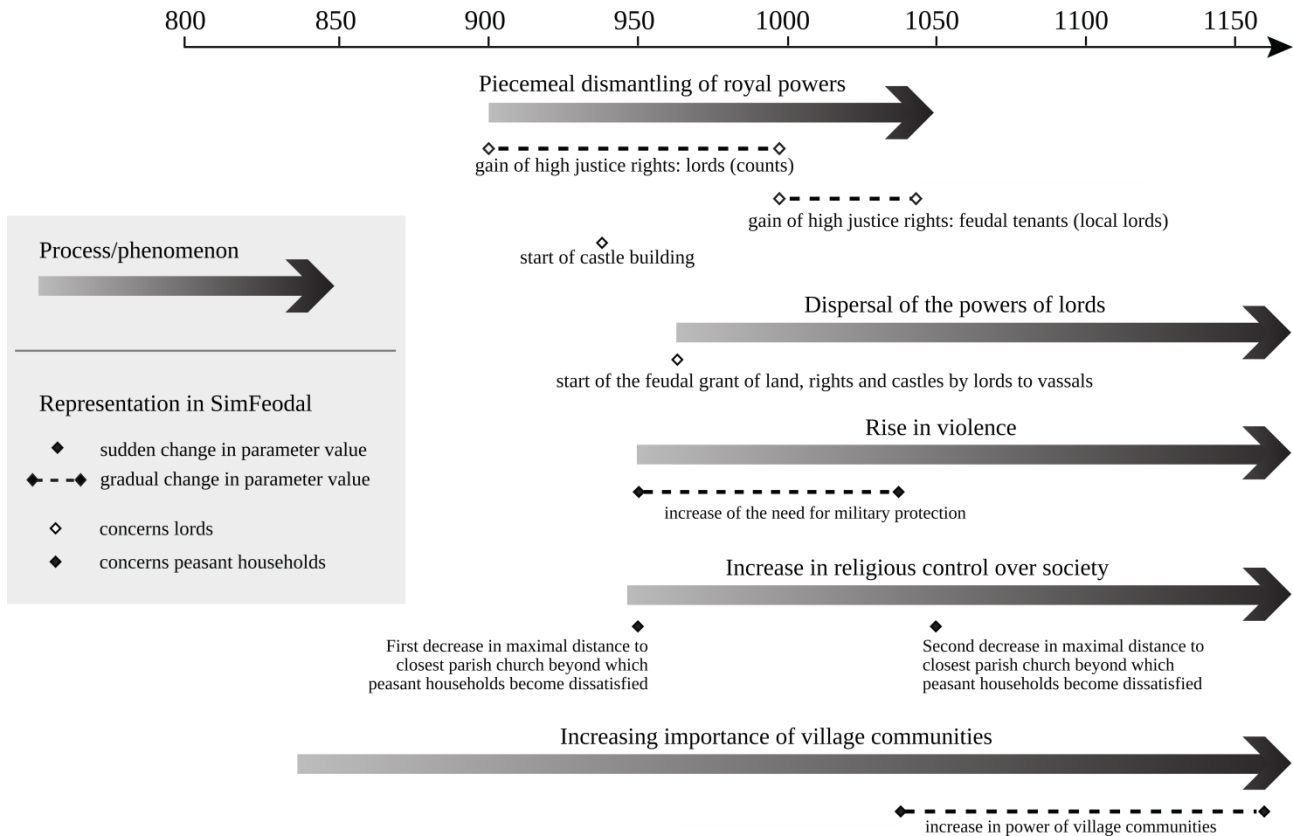 800 850 900 950 1000 1050 1100 1150
Piecemeal dismantling of royal powers
gain of high justice rights: lords (counts)
gain of high justice rights: feudal tenants (local lords)
start of castle building
Process/phenomenon
Dispersal of the powers of lords
start of the feudal grant of land, rights and castles by lords to vassals
Representation in SimFeodal
sudden change in parameter value
gradual change in parameter value
concerns lords
concerns peasant households
Rise in violence
increase of the need for military protection
Increase in religious control over society
First decrease in maximal distance to
closest parish church beyond which
peasant households become dissatisfied
Second decrease in maximal distance to
closest parish church beyond which
peasant households become dissatisfied
Increasing importance of village communities
increase in power of village communities